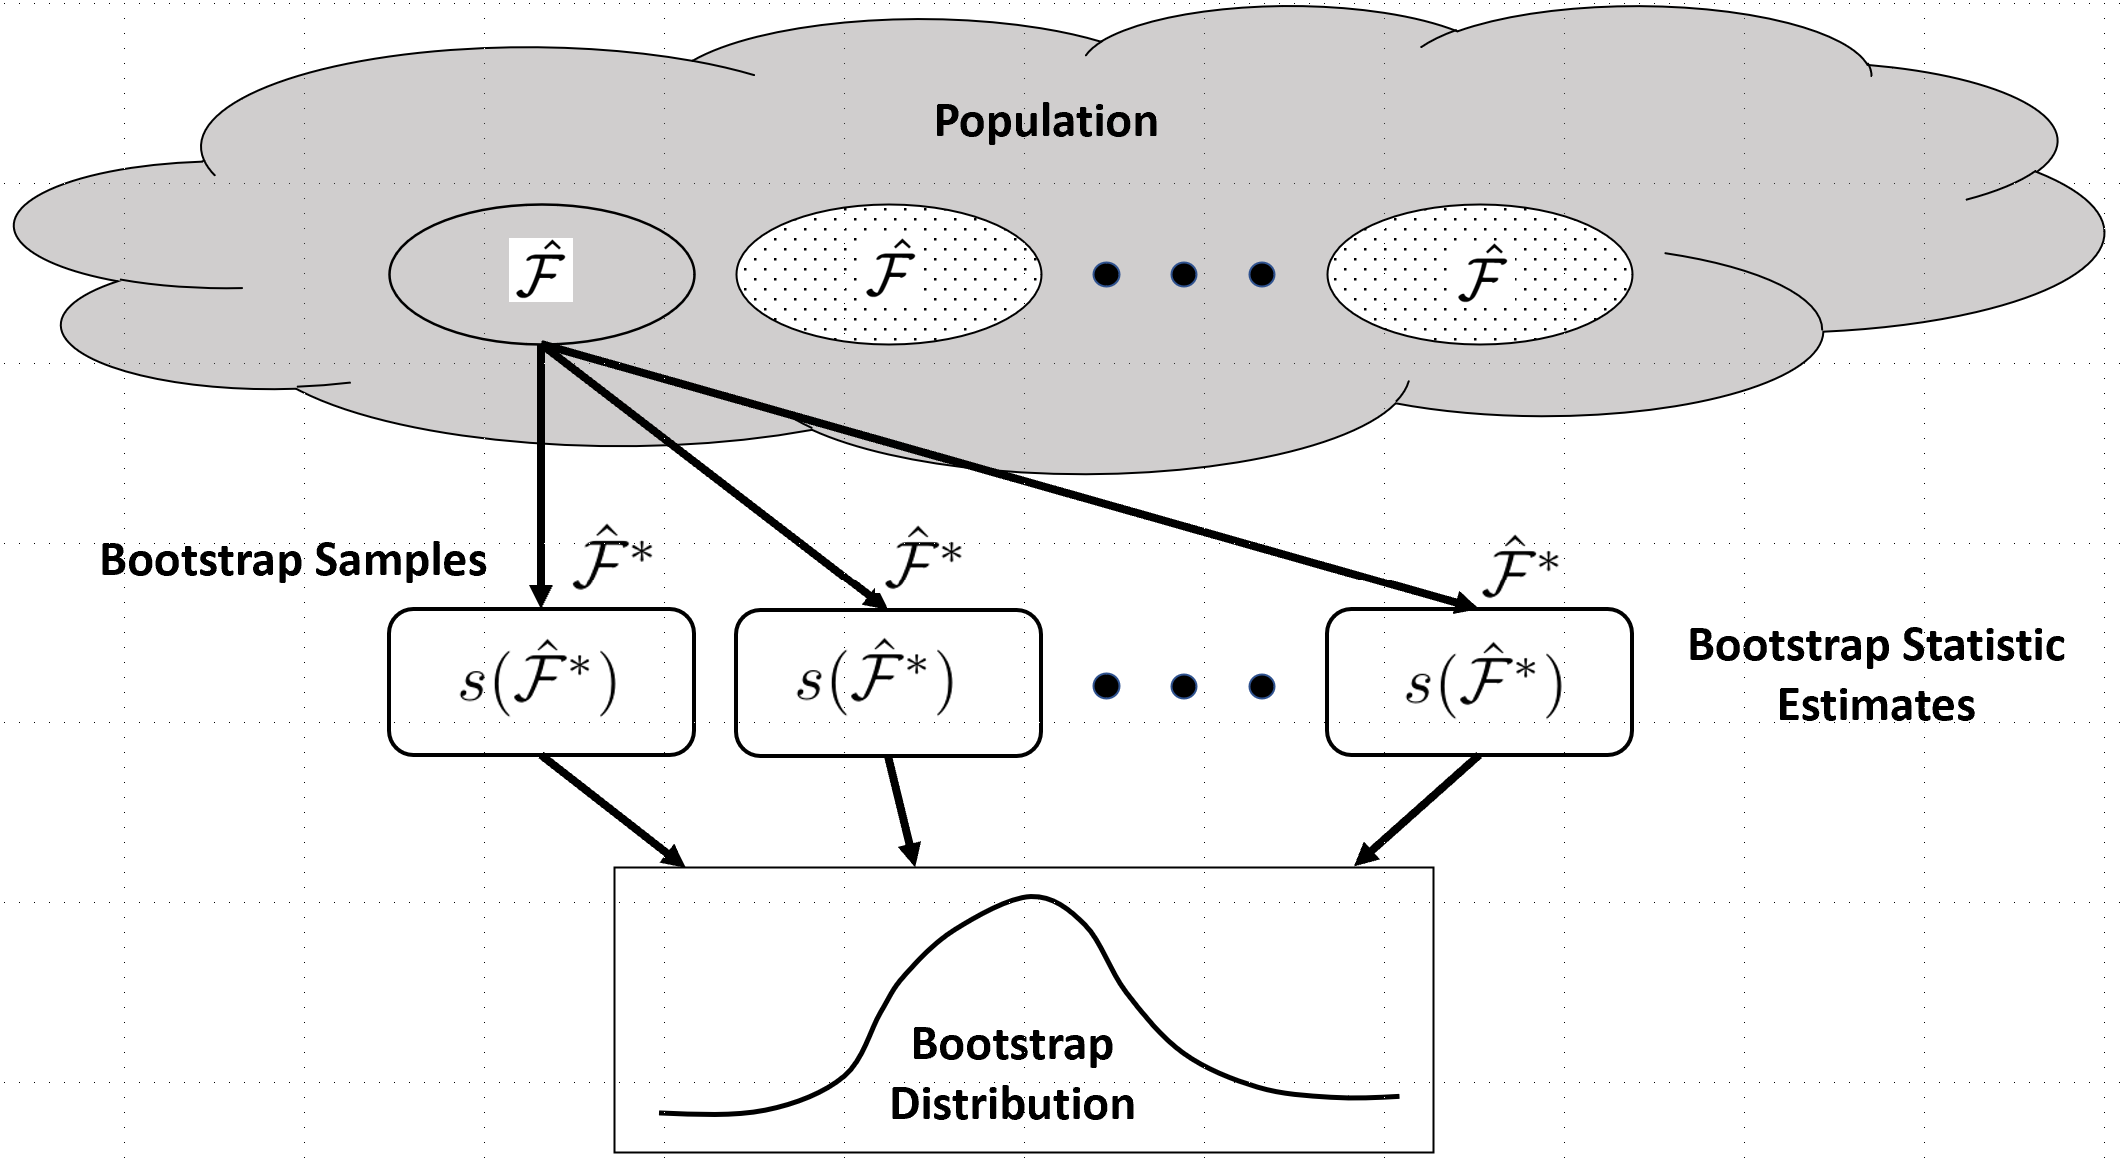 Population
$\hat{\mathcal{F}}$ $\hat{\mathcal{F}}$ $\hat{\mathcal{F}}$
Bootstrap Samples $\hat{\mathcal{F}}^*$ $\hat{\mathcal{F}}^*$ $\hat{\mathcal{F}}^*$
$s(\hat{\mathcal{F}}^*)$ $s(\hat{\mathcal{F}}^*)$ $s(\hat{\mathcal{F}}^*)$
Bootstrap Statistic
Estimates
Bootstrap
Distribution